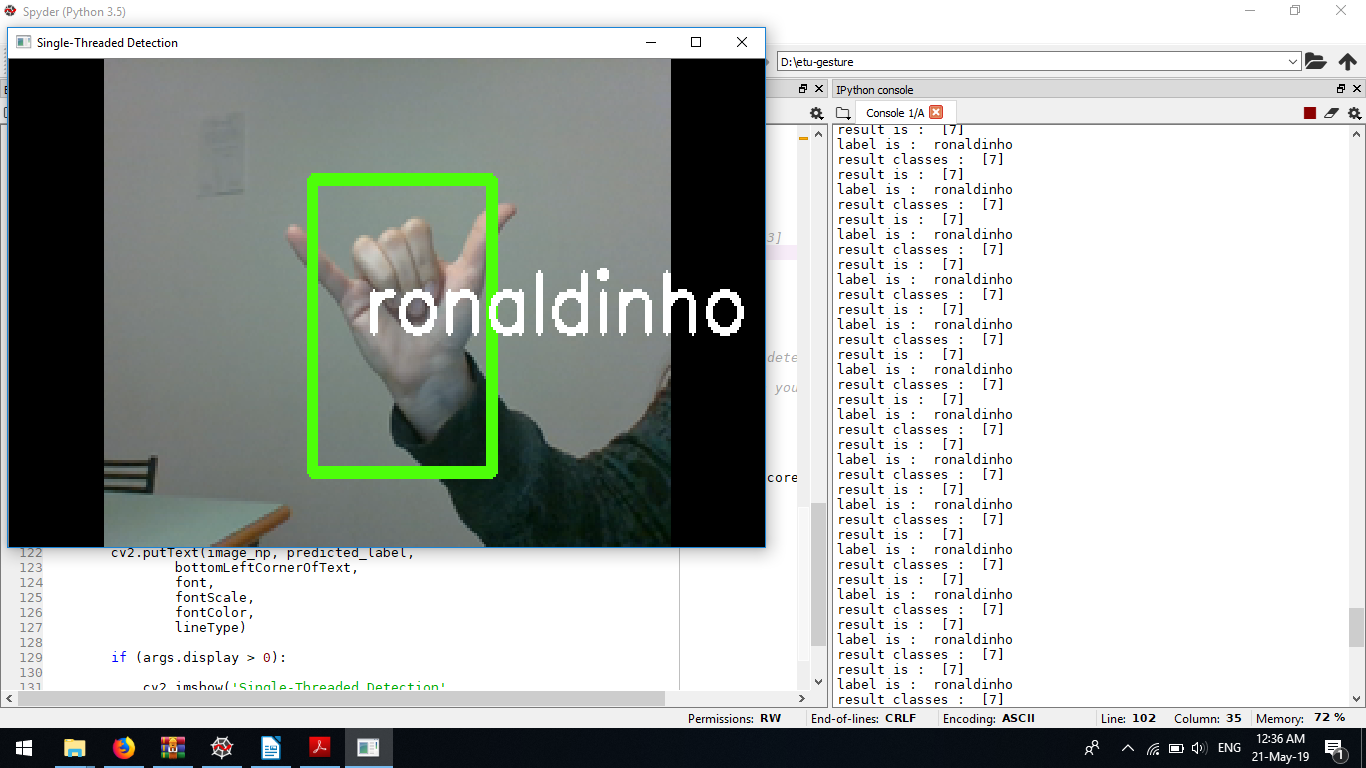 Spyder (Python 3.5)
Single-Threaded Detection
D:\etu-gesture
IPython console
Console 1/A
ronaldinho
3]
dete
you
core
122 cv2.putText(image_np, predicted_label,
123 bottomLeftCornerOfText,
124 font,
125 fontScale,
126 fontColor,
127 lineType)
128
129 if (args.display > 0):
130
131 cv2.imshow('Single-Threaded Detection'
result is : [7]
label is : ronaldinho
result classes : [7]
result is : [7]
label is : ronaldinho
result classes : [7]
result is : [7]
label is : ronaldinho
result classes : [7]
result is : [7]
label is : ronaldinho
result classes : [7]
result is : [7]
label is : ronaldinho
result classes : [7]
result is : [7]
label is : ronaldinho
result classes : [7]
result is : [7]
label is : ronaldinho
result classes : [7]
result is : [7]
label is : ronaldinho
result classes : [7]
result is : [7]
label is : ronaldinho
result classes : [7]
result is : [7]
label is : ronaldinho
result classes : [7]
result is : [7]
label is : ronaldinho
result classes : [7]
result is : [7]
label is : ronaldinho
result classes : [7]
result is : [7]
label is : ronaldinho
result classes : [7]
Permissions: RW End-of-lines: CRLF Encoding: ASCII Line: 102 Column: 35 Memory: 72 %
ENG
12:36 AM
21-May-19
1